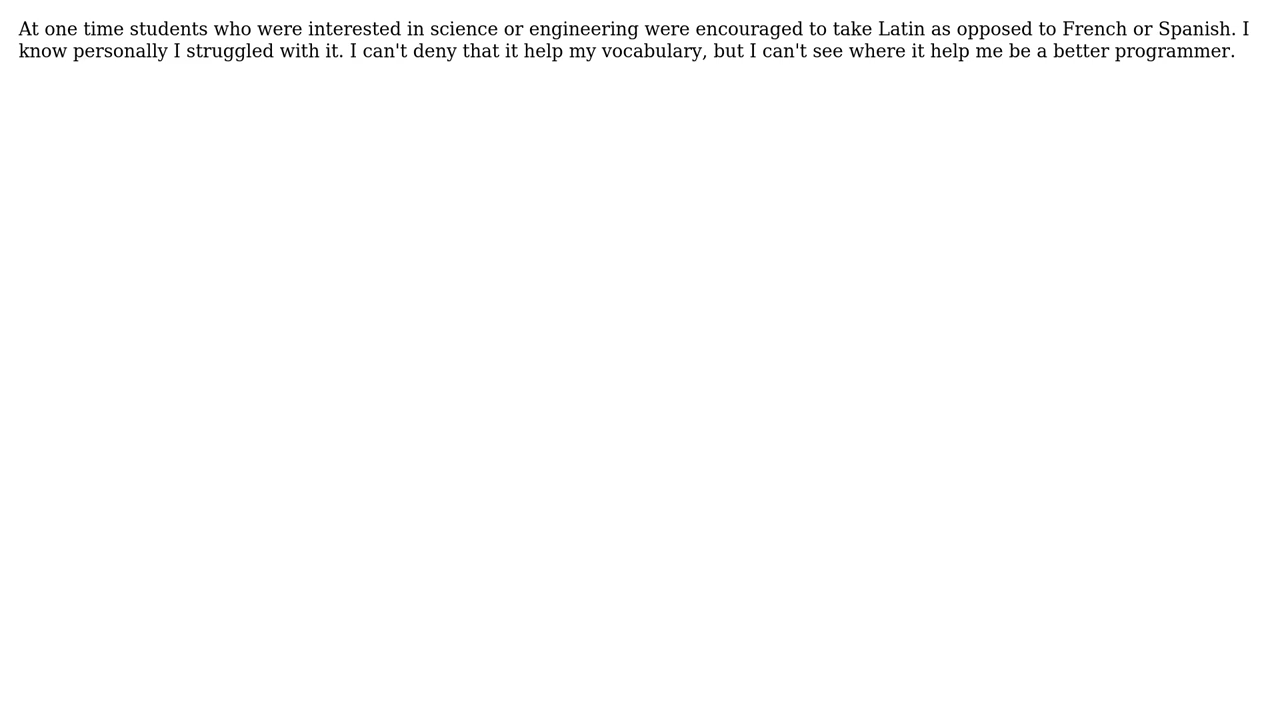 At one time students who were interested in science or engineering were encouraged to take Latin as opposed to French or Spanish. I
know personally I struggled with it. I can't deny that it help my vocabulary, but I can't see where it help me be a better programmer.